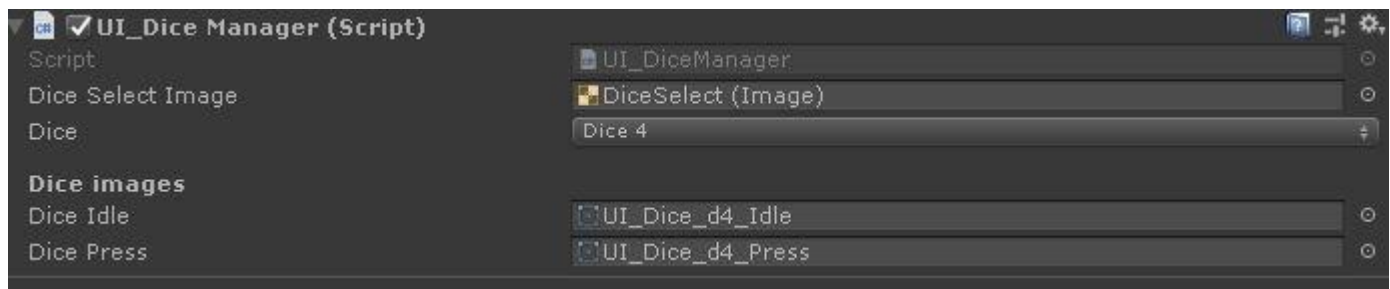 UI_Dice Manager (Script)
Script UI_DiceManager
Dice Select Image DiceSelect (Image)
Dice Dice 4
Dice images
Dice Idle UI_Dice_d4_Idle
Dice Press UI_Dice_d4_Press